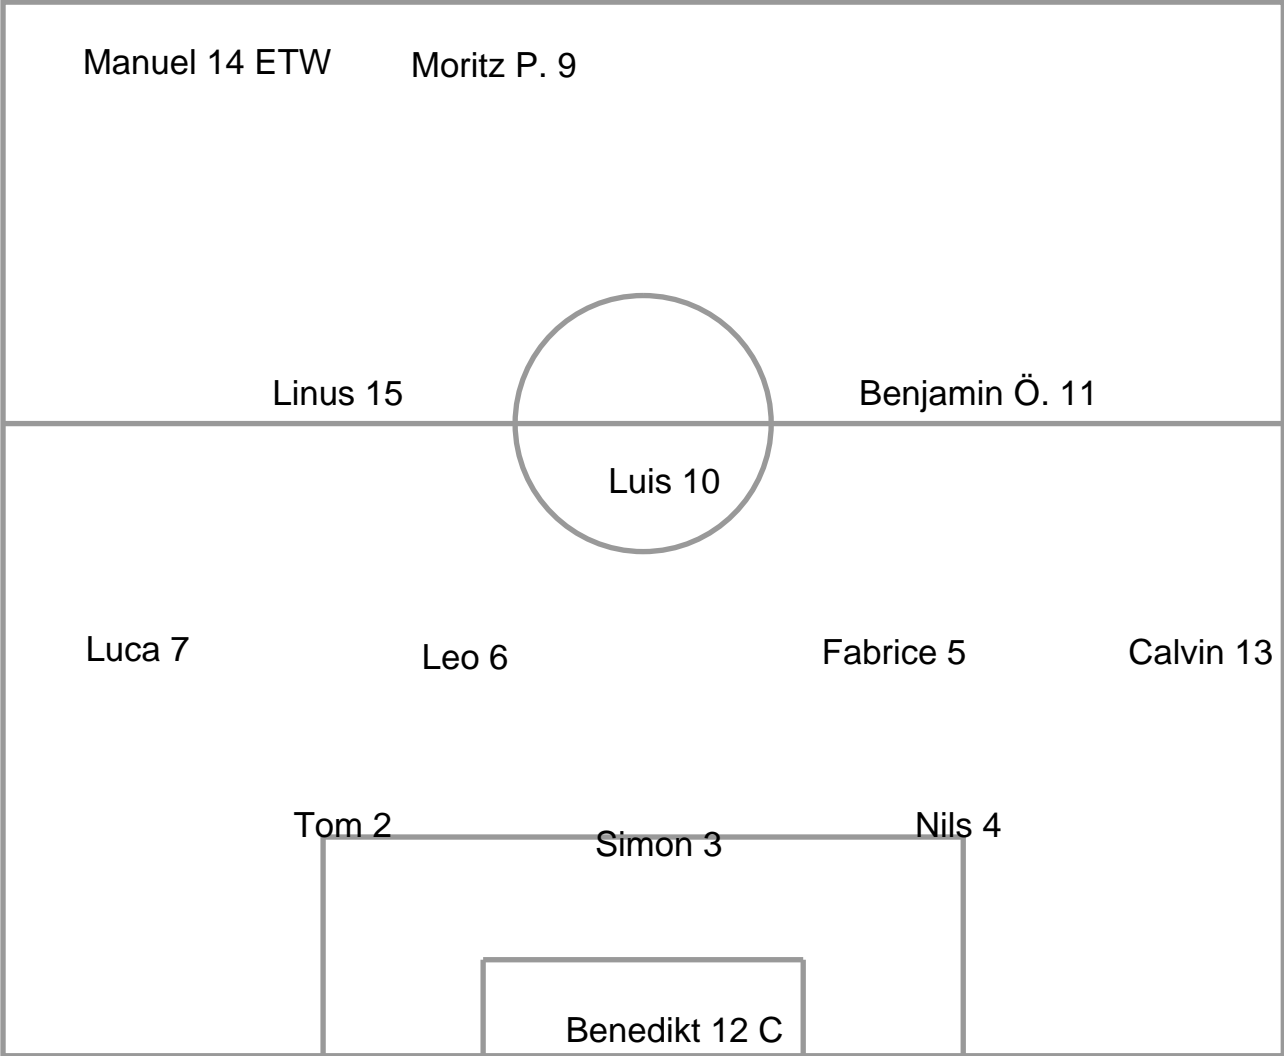 Manuel 14 ETW
Moritz P. 9
Linus 15
Benjamin Ö. 11
Luis 10
Luca 7
Leo 6
Fabrice 5
Calvin 13
Tom 2
Simon 3
Nils 4
Benedikt 12 C